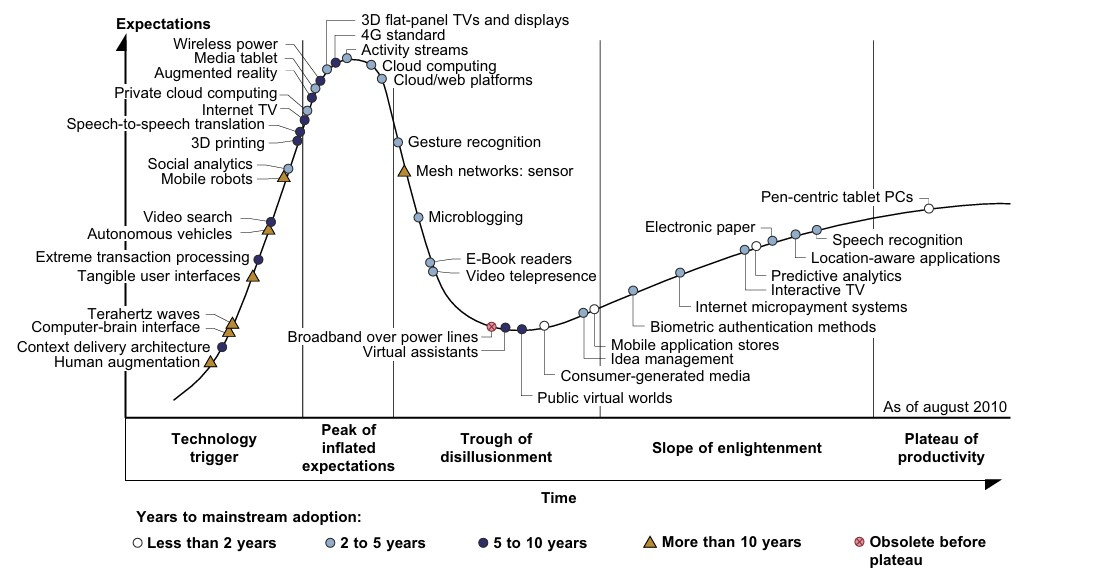 Expectations
3D flat-panel TVs and displays
4G standard
Activity streams
Cloud computing
Cloud/web platforms
Wireless power
Media tablet
Augmented reality
Private cloud computing
Internet TV
Speech-to-speech translation
3D printing
Social analytics
Mobile robots
Video search
Autonomous vehicles
Extreme transaction processing
Tangible user interfaces
Terahertz waves
Computer-brain interface
Context delivery architecture
Human augmentation
Gesture recognition
Mesh networks: sensor
Microblogging
E-Book readers
Video telepresence
Broadband over power lines
Virtual assistants
Public virtual worlds
Consumer-generated media
Idea management
Mobile application stores
Biometric authentication methods
Internet micropayment systems
Interactive TV
Predictive analytics
Electronic paper
Location-aware applications
Speech recognition
Pen-centric tablet PCs
As of august 2010
Technology
trigger
Peak of
inflated
expectations
Trough of
disillusionment
Slope of enlightenment
Plateau of
productivity
Time
Years to mainstream adoption:
Less than 2 years
2 to 5 years
5 to 10 years
More than 10 years
Obsolete before
plateau